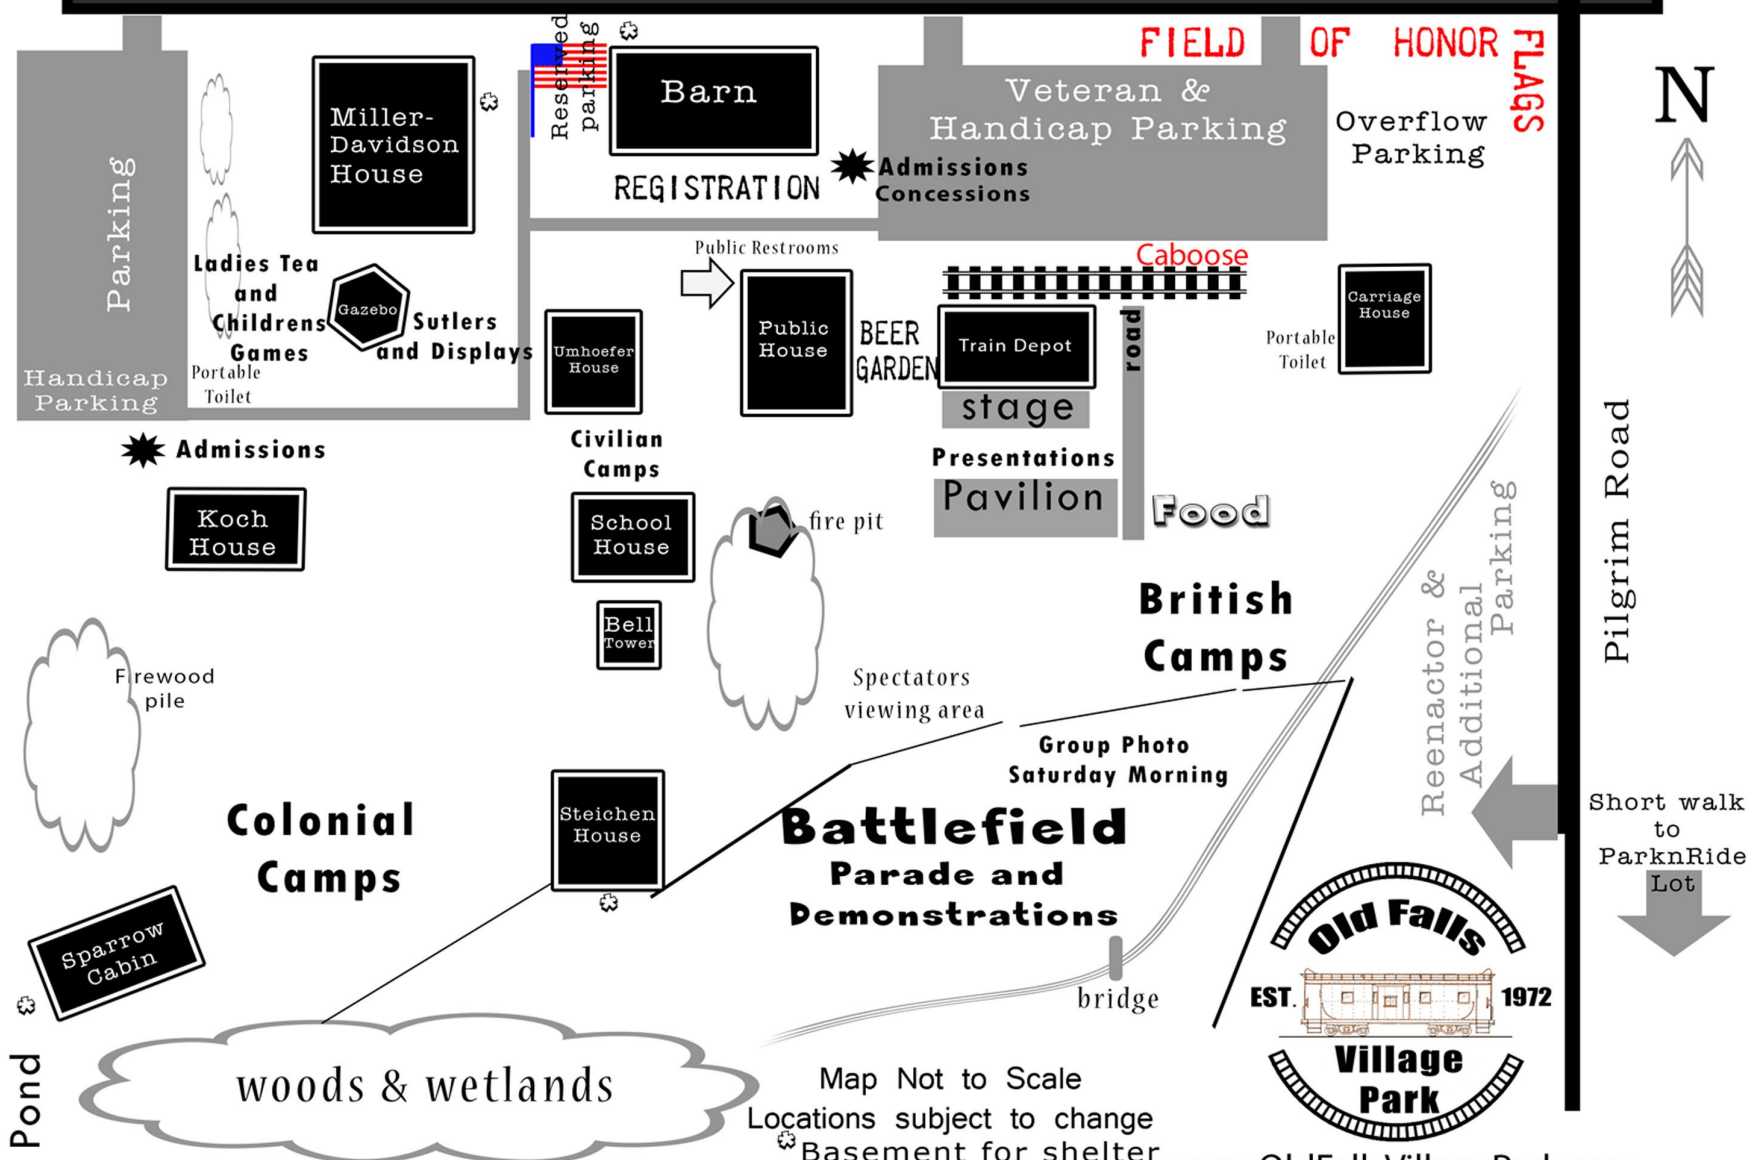 FIELD OF HONOR
FLAGS
N
Reserved
parking
Barn
Miller-
Davidson
House
Veteran &
Handicap Parking
Overflow
Parking
Parking
Admissions
Concessions
REGISTRATION
Public Restrooms
Caboose
Ladies Tea
and
Childrens
Games
Gazebo
Sutlers
and Displays
Portable
Toilet
Handicap
Parking
Umhoefer
House
Public
House
BEER
GARDEN
Train Depot
road
Carriage
House
Portable
Toilet
stage
Admissions
Civilian
Camps
Presentations
Pavilion
Food
Koch
House
School
House
fire pit
Bell
Tower
British
Camps
Reenactor &
Additional
Parking
Pilgrim Road
Firewood
pile
Spectators
viewing area
Group Photo
Saturday Morning
Colonial
Camps
Steichen
House
Battlefield
Parade and
Demonstrations
Short walk
to
ParknRide
Lot
Sparrow
Cabin
bridge
Old Falls
EST. 1972
Village
Park
Pond
woods & wetlands
Map Not to Scale
Locations subject to change
Basement for shelter